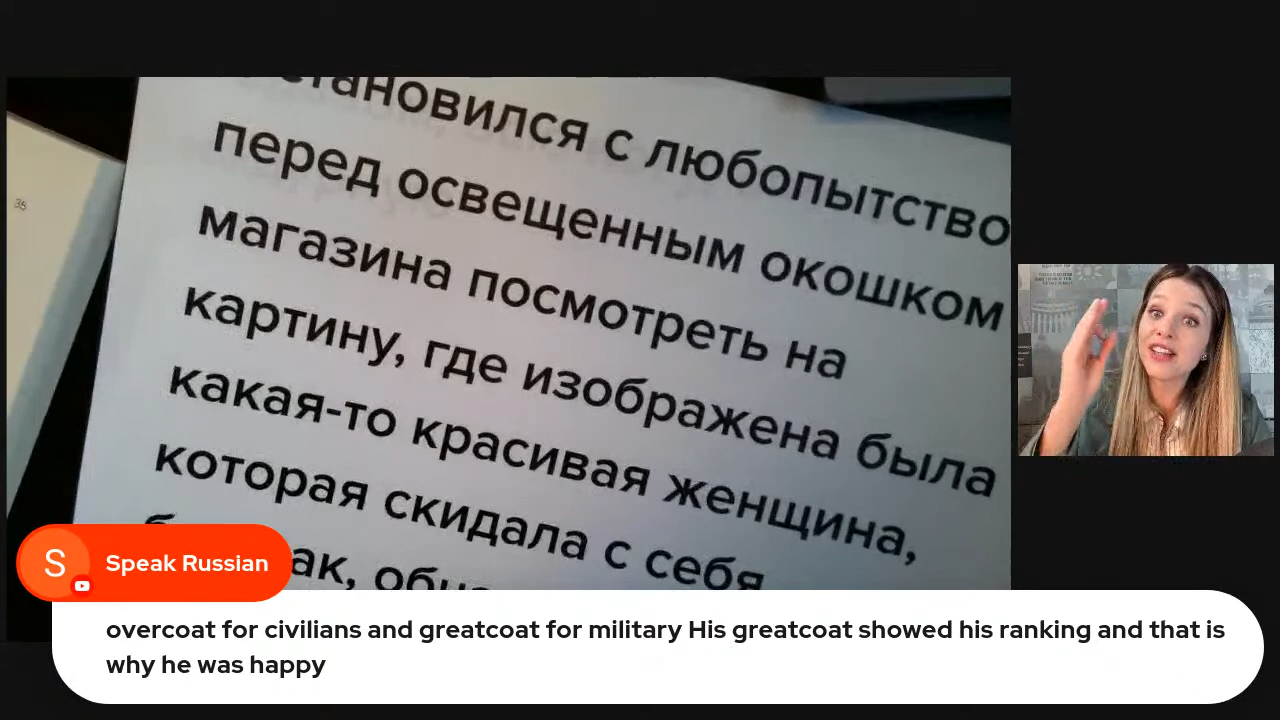 становился с любопытство
перед освещенным окошком
магазина посмотреть на
картину, где изображена была
какая-то красивая женщина,
которая скидала с себя
35
S
Speak Russian
overcoat for civilians and greatcoat for military His greatcoat showed his ranking and that is
why he was happy